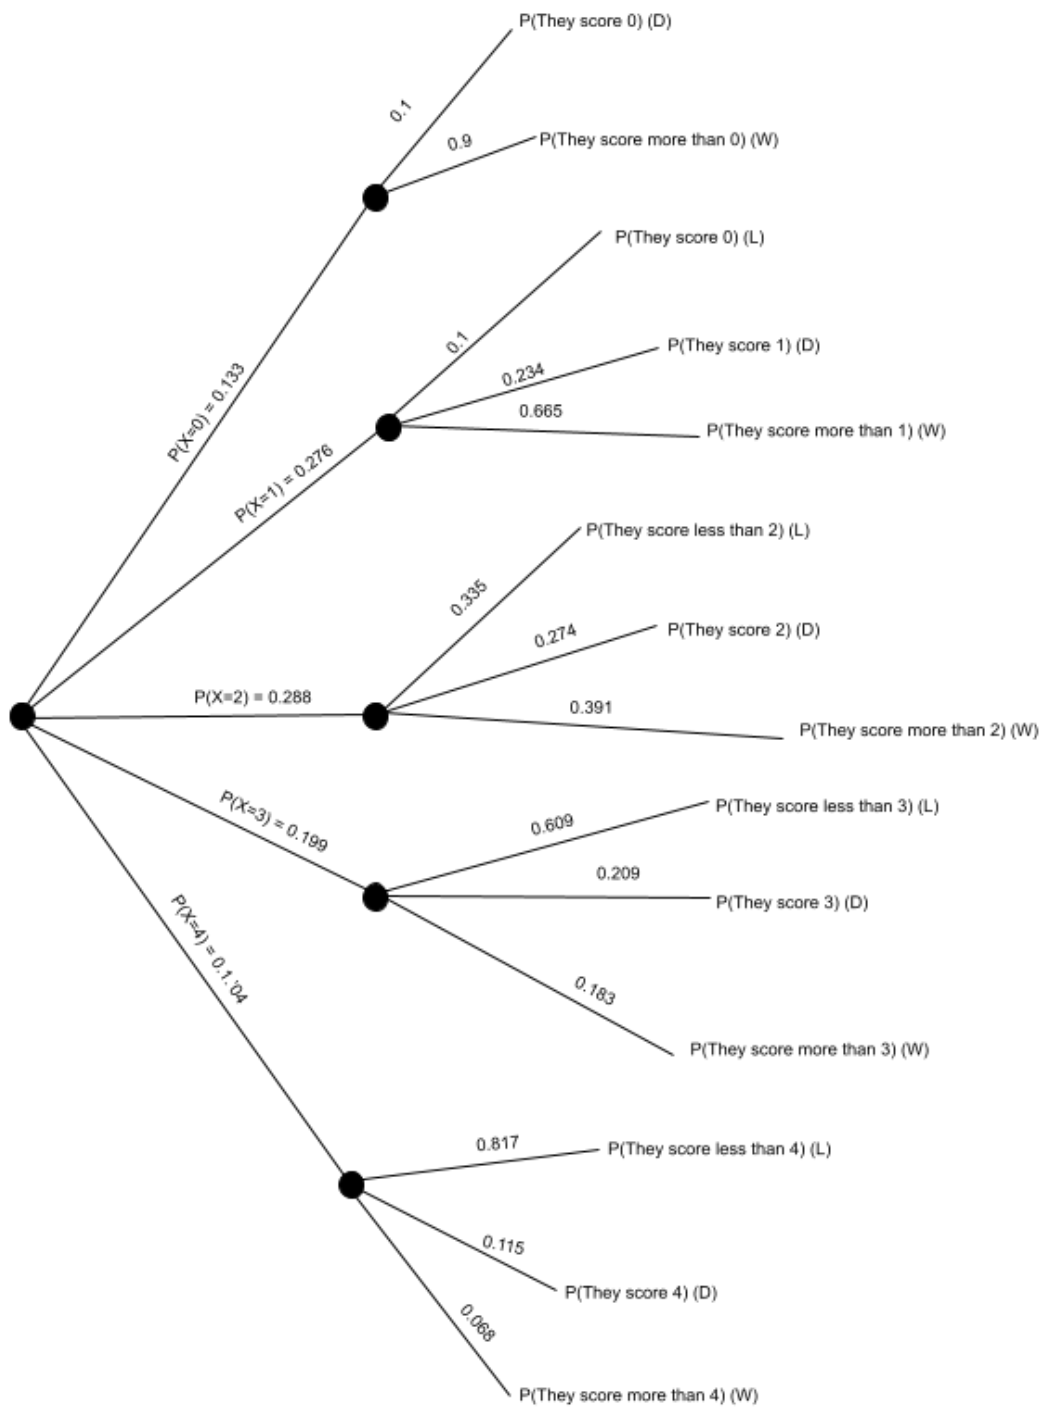 P(They score 0) (D)
0.1
0.9
P(They score more than 0) (W)
P(X=0) = 0.133
P(They score 0) (L)
0.1
P(They score 1) (D)
0.234
0.665
P(They score more than 1) (W)
P(X=1) = 0.276
P(They score less than 2) (L)
0.335
P(They score 2) (D)
0.274
0.391
P(They score more than 2) (W)
P(X=2) = 0.288
P(They score less than 3) (L)
0.609
0.209
P(They score 3) (D)
P(X=3) = 0.199
0.183
P(They score more than 3) (W)
P(X=4) = 0.1.'04
0.817
P(They score less than 4) (L)
0.115
P(They score 4) (D)
0.068
P(They score more than 4) (W)